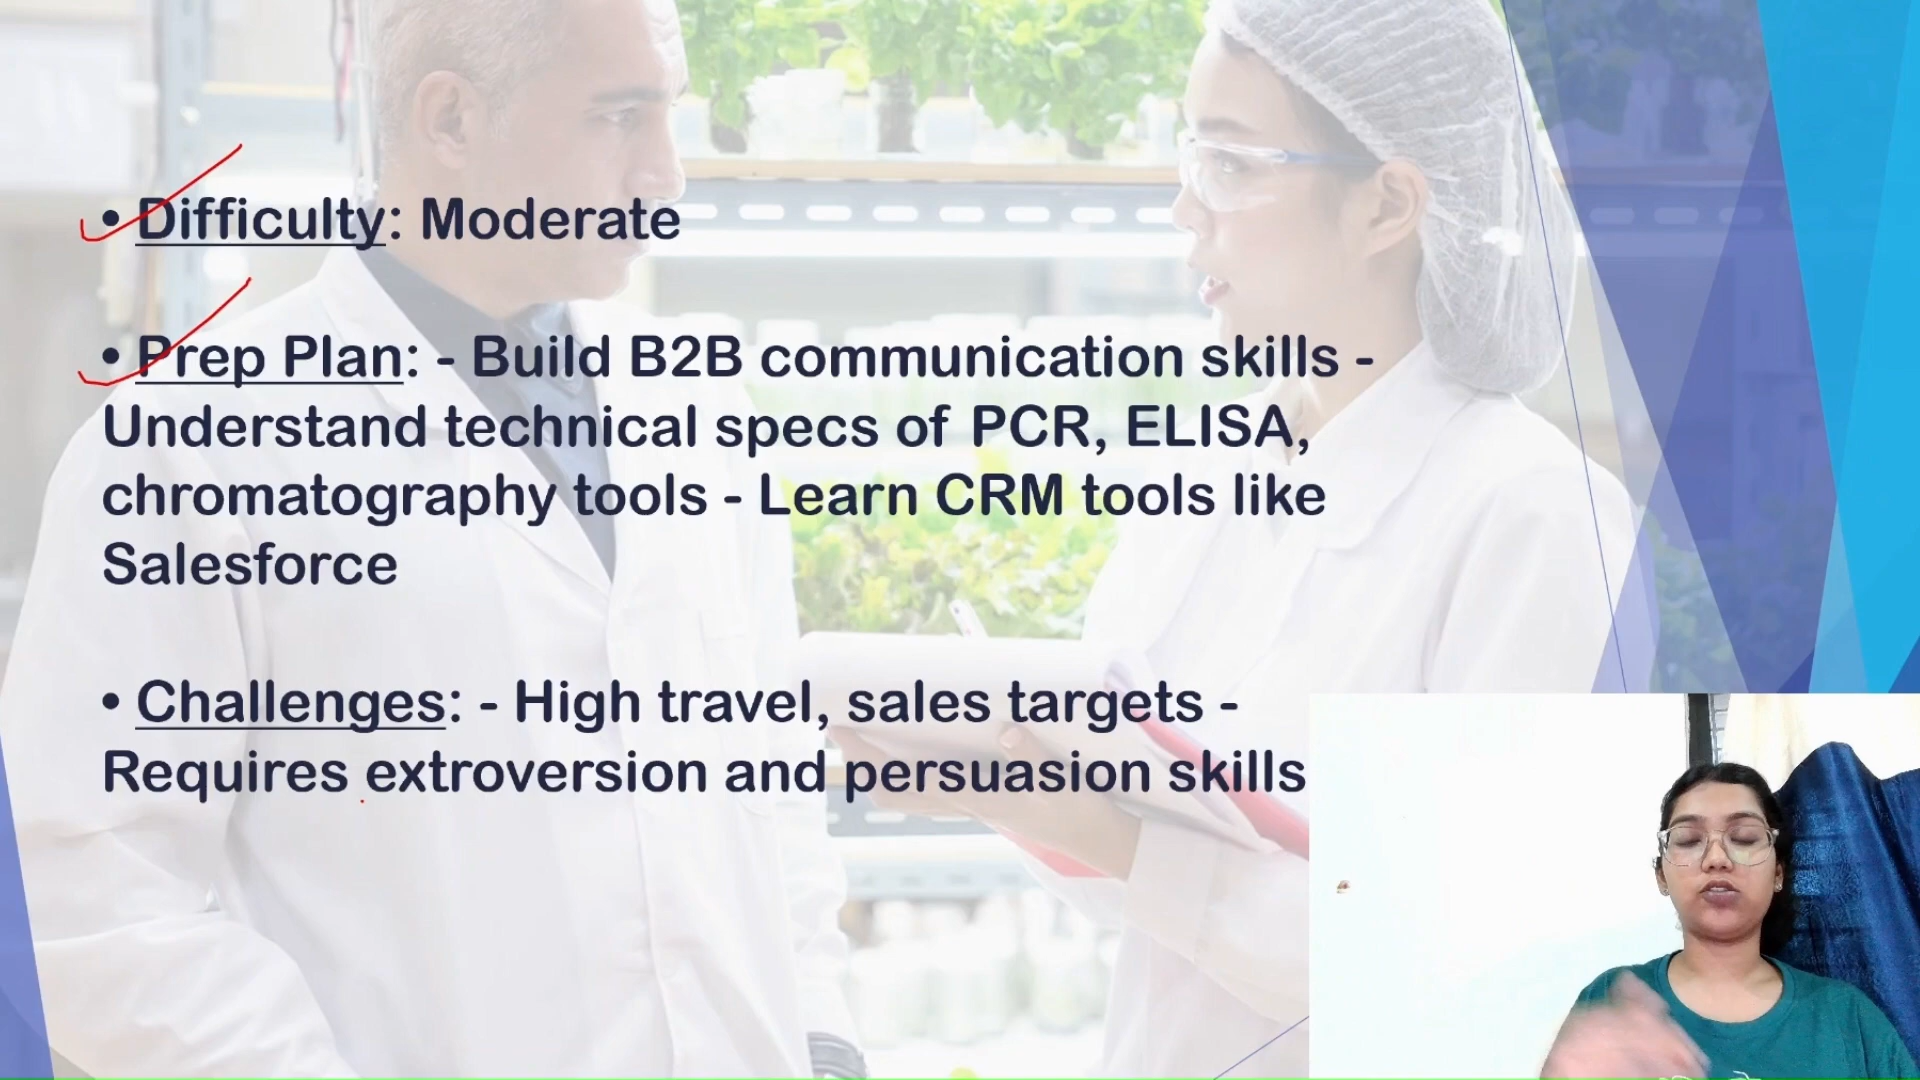 • Difficulty: Moderate
• Prep Plan: - Build B2B communication skills -
Understand technical specs of PCR, ELISA,
chromatography tools - Learn CRM tools like
Salesforce
• Challenges: - High travel, sales targets -
Requires extroversion and persuasion skills